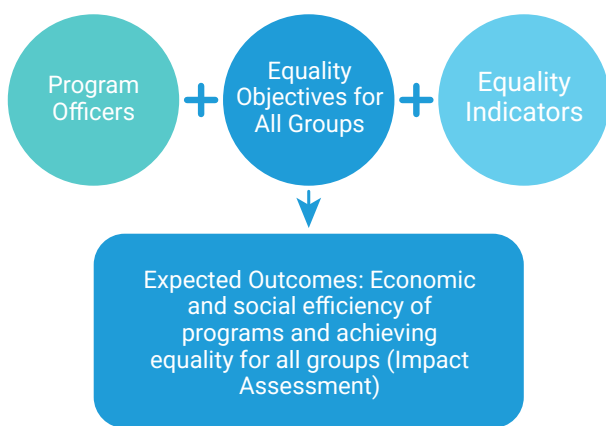 Program
Officers
Equality
Objectives for
All Groups
Equality
Indicators
Expected Outcomes: Economic
and social efficiency of
programs and achieving
equality for all groups (Impact
Assessment)